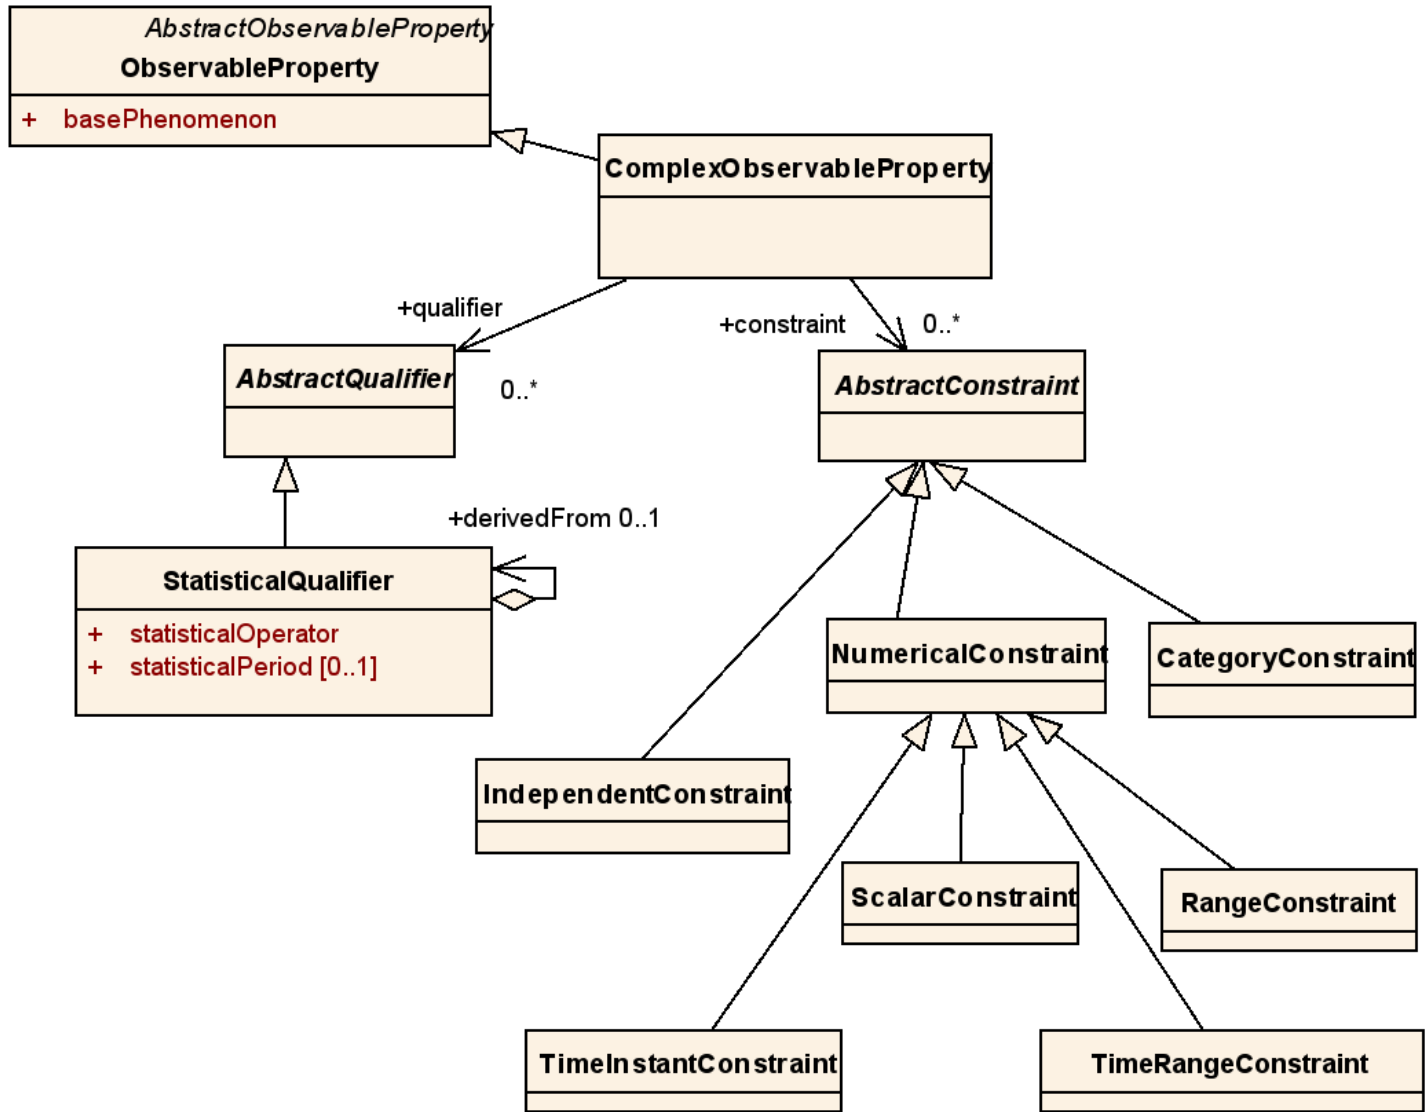 AbstractObservableProperty
ObservableProperty
+ basePhenomenon
ComplexObservableProperty
+qualifier
0..*
+constraint
0..*
AbstractQualifier
AbstractConstraint
+derivedFrom 0..1
StatisticalQualifier
+ statisticalOperator
+ statisticalPeriod [0..1]
NumericalConstraint
CategoryConstraint
IndependentConstraint
ScalarConstraint
RangeConstraint
TimeInstantConstraint
TimeRangeConstraint